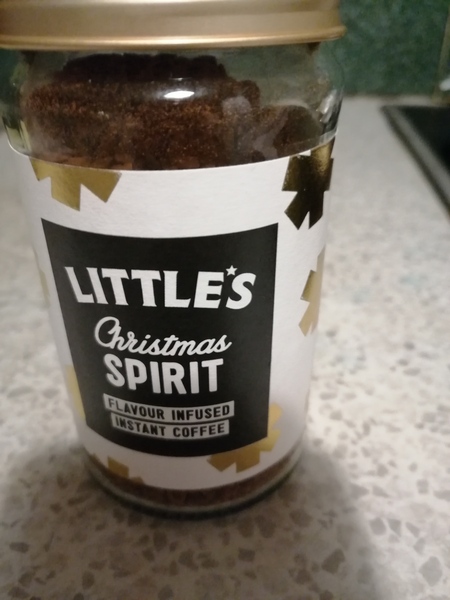 LITTLE'S
Christmas
SPIRIT
FLAVOUR INFUSED
INSTANT COFFEE